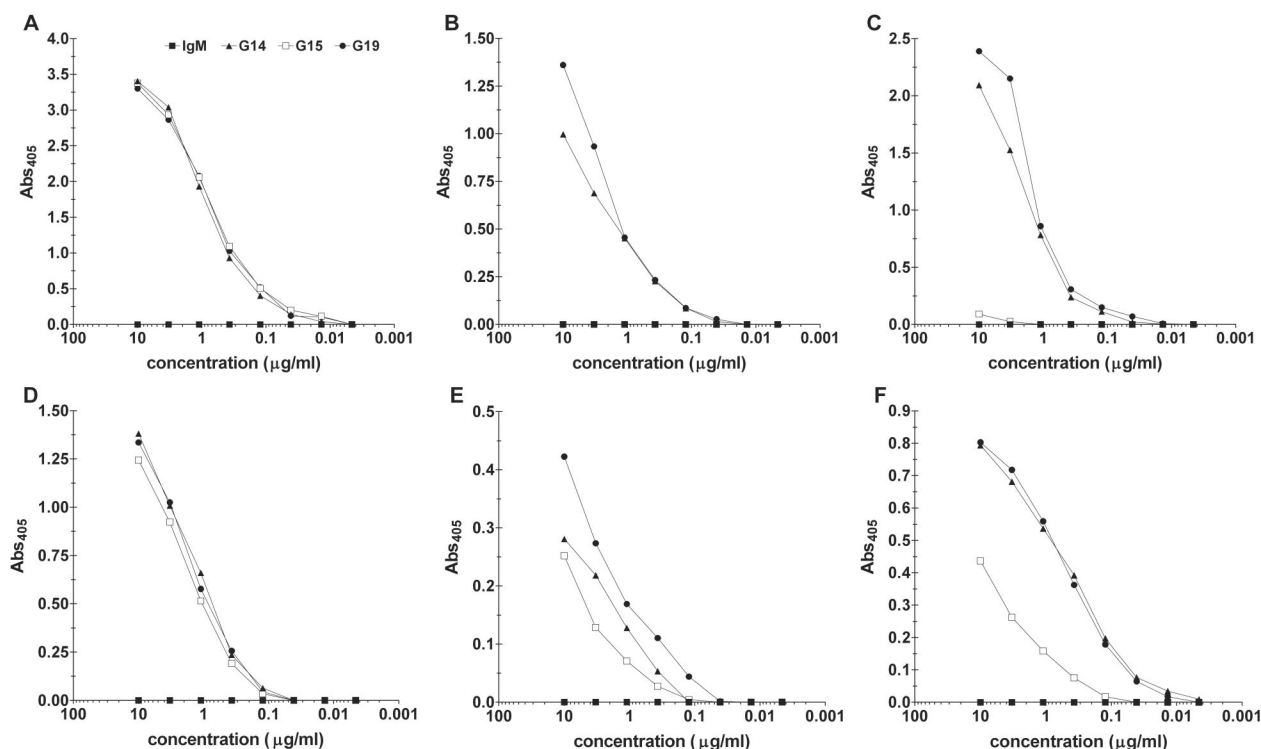 A
IgM G14 G15 G19
4.0
3.5
3.0
2.5
2.0
1.5
1.0
0.5
0.0
Abs405
100 10 1 0.1 0.01 0.001
concentration (μg/ml)
B
1.50
1.25
1.00
0.75
0.50
0.25
0.00
Abs405
100 10 1 0.1 0.01 0.001
concentration (μg/ml)
C
2.5
2.0
1.5
1.0
0.5
0.0
Abs405
100 10 1 0.1 0.01 0.001
concentration (μg/ml)
D
1.50
1.25
1.00
0.75
0.50
0.25
0.00
Abs405
100 10 1 0.1 0.01 0.001
concentration (μg/ml)
E
0.5
0.4
0.3
0.2
0.1
0.0
Abs405
100 10 1 0.1 0.01 0.001
concentration (μg/ml)
F
0.9
0.8
0.7
0.6
0.5
0.4
0.3
0.2
0.1
0.0
Abs405
100 10 1 0.1 0.01 0.001
concentration (μg/ml)